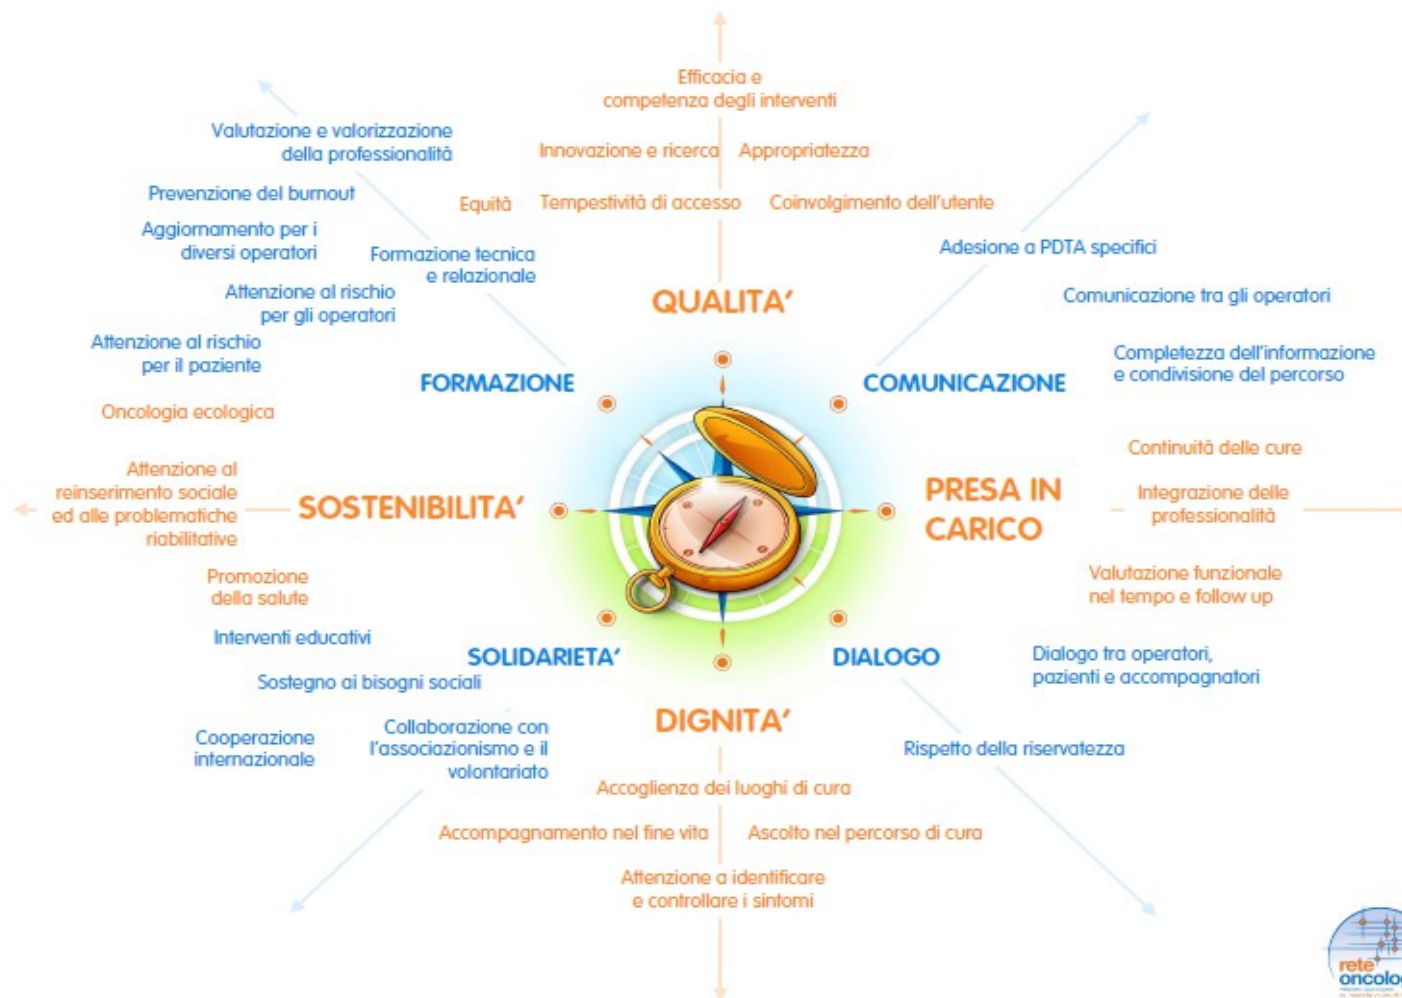 Efficacia e
competenza degli interventi
Innovazione e ricerca
Appropriatezza
Equità
Tempestività di accesso
Coinvolgimento dell'utente
QUALITA'
Valutazione e valorizzazione
della professionalità
Prevenzione del burnout
Aggiornamento per i
diversi operatori
Formazione tecnica
e relazionale
Attenzione al rischio
per gli operatori
Attenzione al rischio
per il paziente
FORMAZIONE
Adesione a PDTA specifici
Comunicazione tra gli operatori
Completezza dell'informazione
e condivisione del percorso
COMUNICAZIONE
Oncologia ecologica
Attenzione al
reinserimento sociale
ed alle problematiche
riabilitative
Promozione
della salute
SOSTENIBILITA'
PRESA IN
CARICO
Continuità delle cure
Integrazione delle
professionalità
Valutazione funzionale
nel tempo e follow up
Interventi educativi
Sostegno ai bisogni sociali
Cooperazione
internazionale
Collaborazione con
l'associazionismo e il
volontariato
SOLIDARIETA'
DIALOGO
Dialogo tra operatori,
pazienti e accompagnatori
Rispetto della riservatezza
DIGNITA'
Accoglienza dei luoghi di cura
Accompagnamento nel fine vita
Ascolto nel percorso di cura
Attenzione a identificare
e controllare i sintomi
rete
oncolo